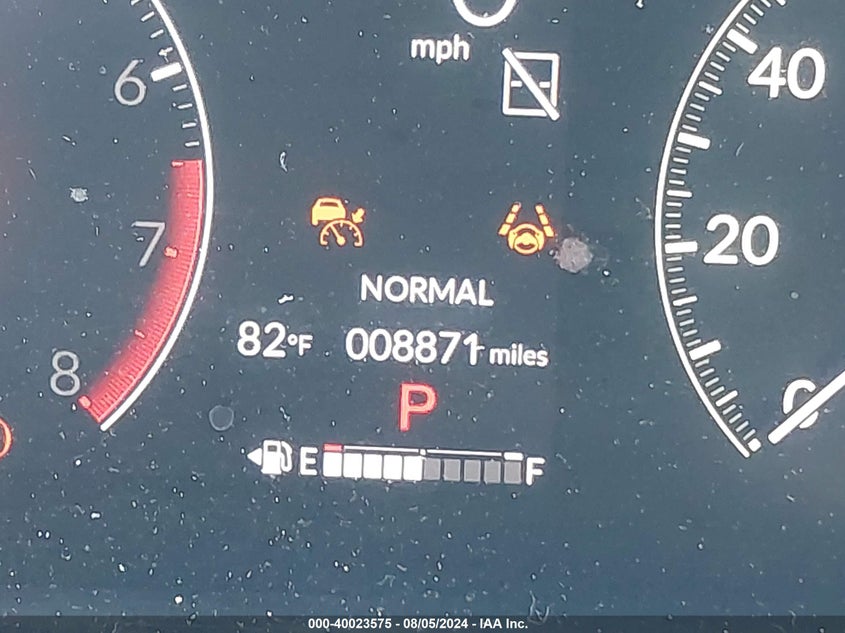 mph
6
40
7
20
NORMAL
82°F 008871 miles
8
P
E F
000-40023575 - 08/05/2024 - IAA Inc.